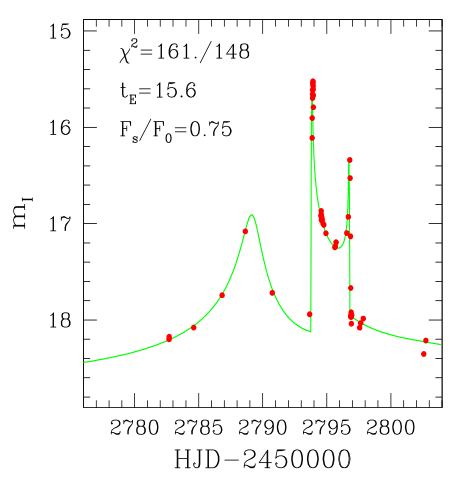 χ²=161./148
t_E=15.6
F_s/F_0=0.75
15
16
17
18
m_I
2780 2785 2790 2795 2800
HJD−2450000